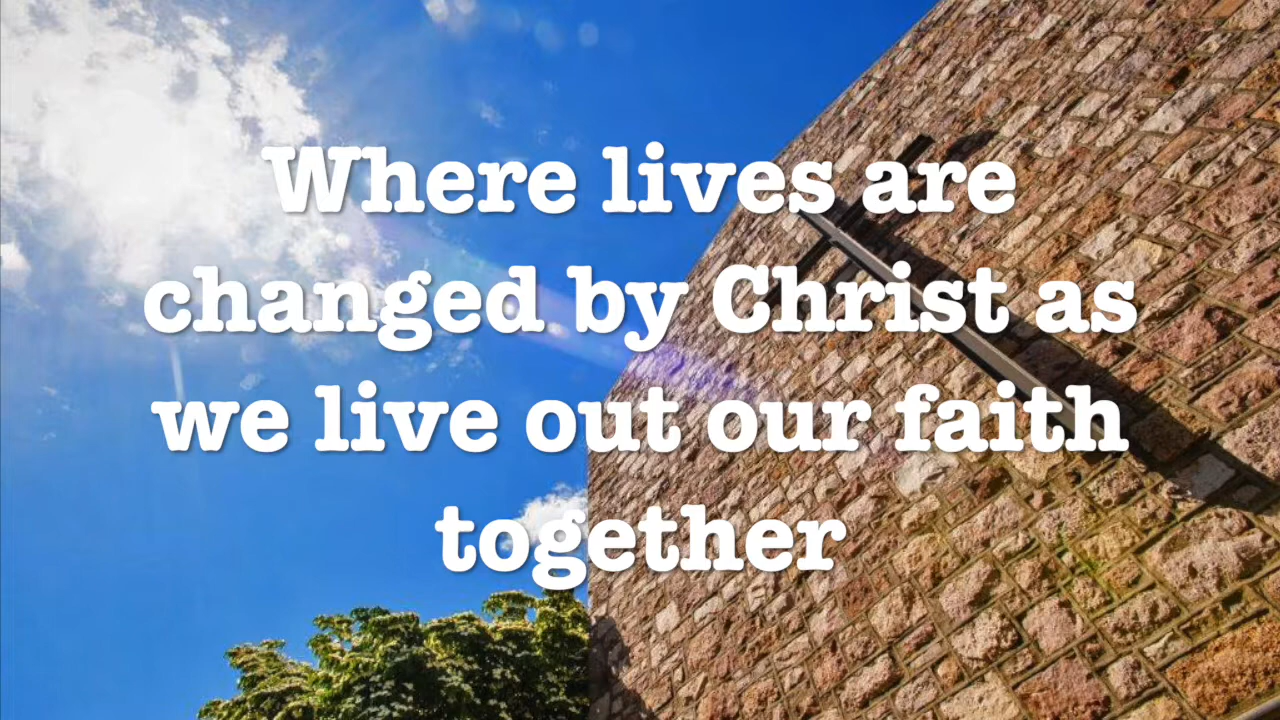 Where lives are
changed by Christ as
we live out our faith
together